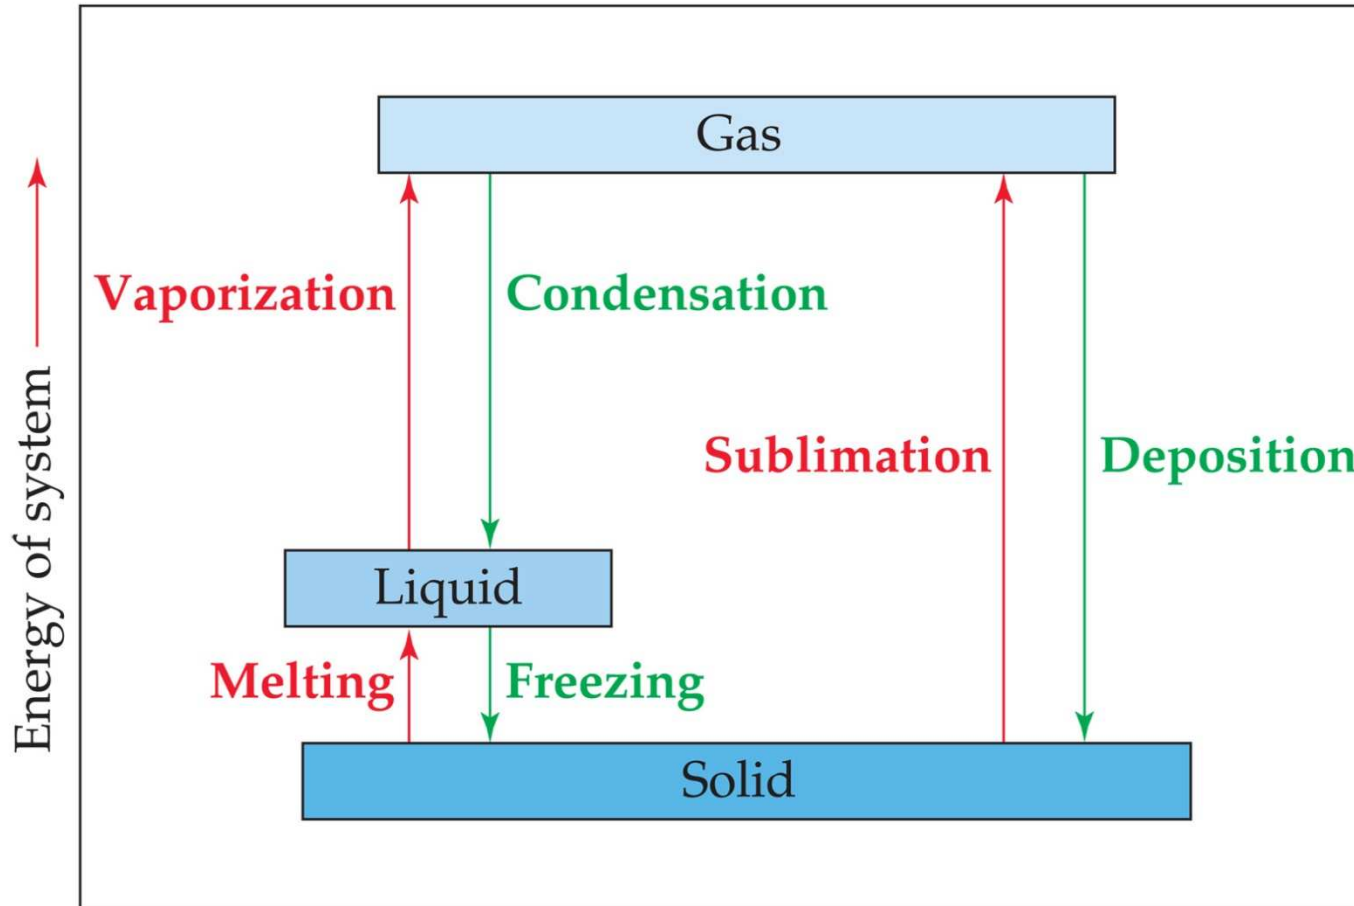 Energy of system
Gas
Vaporization
Condensation
Sublimation
Deposition
Liquid
Melting
Freezing
Solid